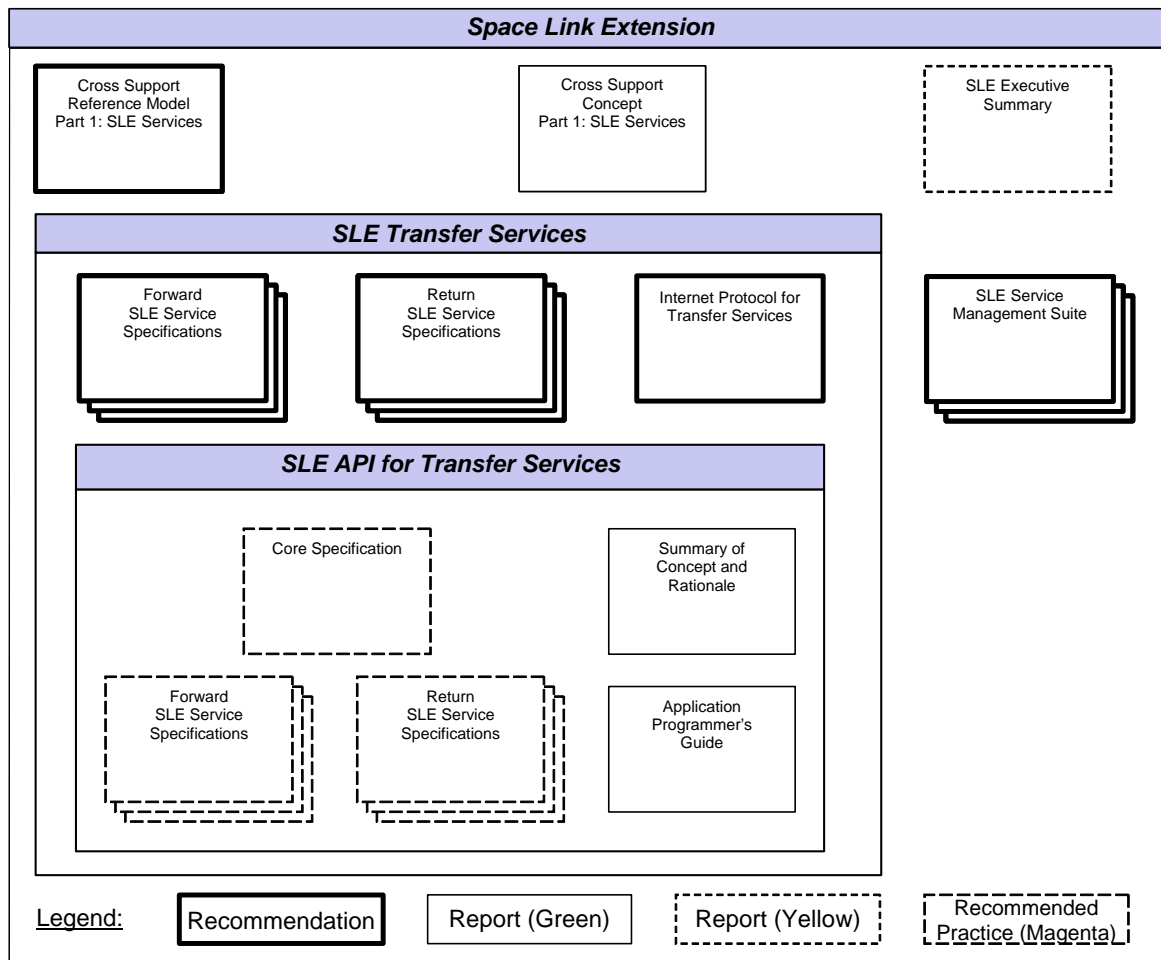 Space Link Extension
Cross Support
Reference Model
Part 1: SLE Services
Cross Support
Concept
Part 1: SLE Services
SLE Executive
Summary
SLE Transfer Services
Forward
SLE Service
Specifications
Return
SLE Service
Specifications
Internet Protocol for
Transfer Services
SLE Service
Management Suite
SLE API for Transfer Services
Core Specification
Summary of
Concept and
Rationale
Forward
SLE Service
Specifications
Return
SLE Service
Specifications
Application
Programmer's
Guide
Legend:
Recommendation
Report (Green)
Report (Yellow)
Recommended
Practice (Magenta)